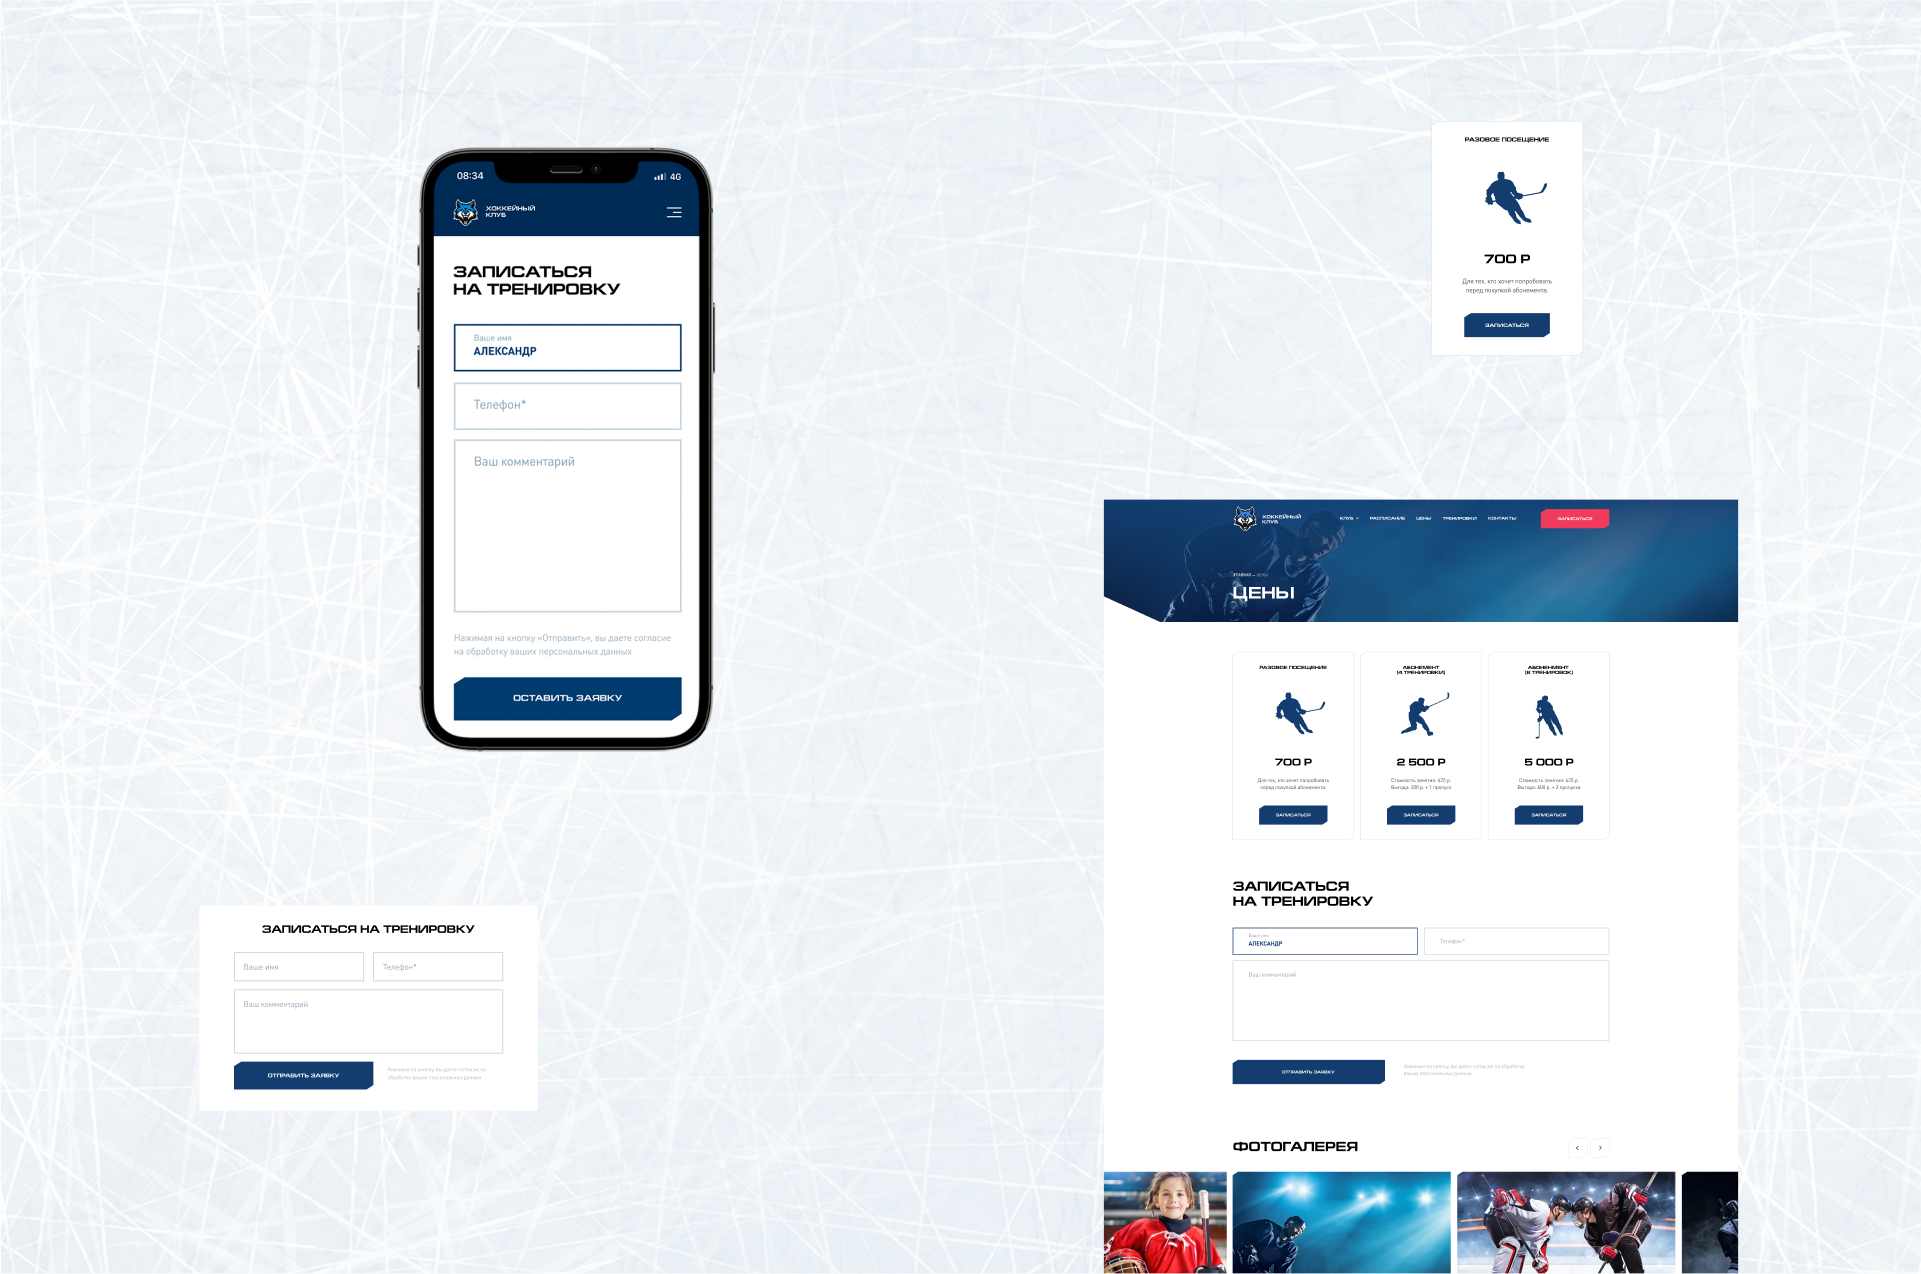 08:34
4G
ХОККЕЙНЫЙ
КЛУБ
ЗАПИСАТЬСЯ
НА ТРЕНИРОВКУ
Ваше имя
АЛЕКСАНДР
Телефон*
Ваш комментарий
Нажимая на кнопку «Отправить», вы даете согласие
на обработку ваших персональных данных
ОСТАВИТЬ ЗАЯВКУ
РАЗОВОЕ ПОСЕЩЕНИЕ
700 Р
Для тех, кто хочет попробовать
перед покупкой абонемента.
ЗАПИСАТЬСЯ
ЗАПИСАТЬСЯ НА ТРЕНИРОВКУ
Ваше имя
Телефон*
Ваш комментарий
ОТПРАВИТЬ ЗАЯВКУ
Нажимая на кнопку, вы даете согласие на
обработку ваших персональных данных
ХОККЕЙНЫЙ
КЛУБ
КЛУБ
РАСПИСАНИЕ
ЦЕНЫ
ТРЕНИРОВКИ
КОНТАКТЫ
ЗАПИСАТЬСЯ
ГЛАВНАЯ — ЦЕНЫ
ЦЕНЫ
РАЗОВОЕ ПОСЕЩЕНИЕ
700 Р
Для тех, кто хочет попробовать
перед покупкой абонемента.
ЗАПИСАТЬСЯ
АБОНЕМЕНТ
(4 ТРЕНИРОВКИ)
2 500 Р
Стоимость занятия: 625 р.
Выгода: 300 р. + 1 пропуск
ЗАПИСАТЬСЯ
АБОНЕНМЕНТ
(8 ТРЕНИРОВОК)
5 000 Р
Стоимость занятия: 625 р.
Выгода: 600 р. + 2 пропуска
ЗАПИСАТЬСЯ
ЗАПИСАТЬСЯ
НА ТРЕНИРОВКУ
Ваше имя
АЛЕКСАНДР
Телефон*
Ваш комментарий
ОТПРАВИТЬ ЗАЯВКУ
Нажимая на кнопку, вы даете согласие на обработку
ваших персональных данных
ФОТОГАЛЕРЕЯ